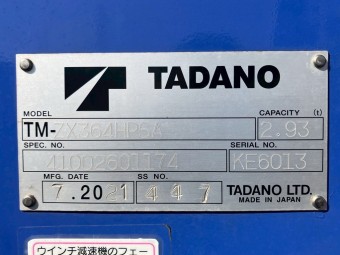 TADANO
MODEL CAPACITY (t)
TM-ZX364HR5A 2.93
SPEC. NO. SERIAL NO.
41002601174 KE6013
MFG. DATE SS NO.
7.2021 447 TADANO LTD.
MADE IN JAPAN
ウインチ減速機のフェー